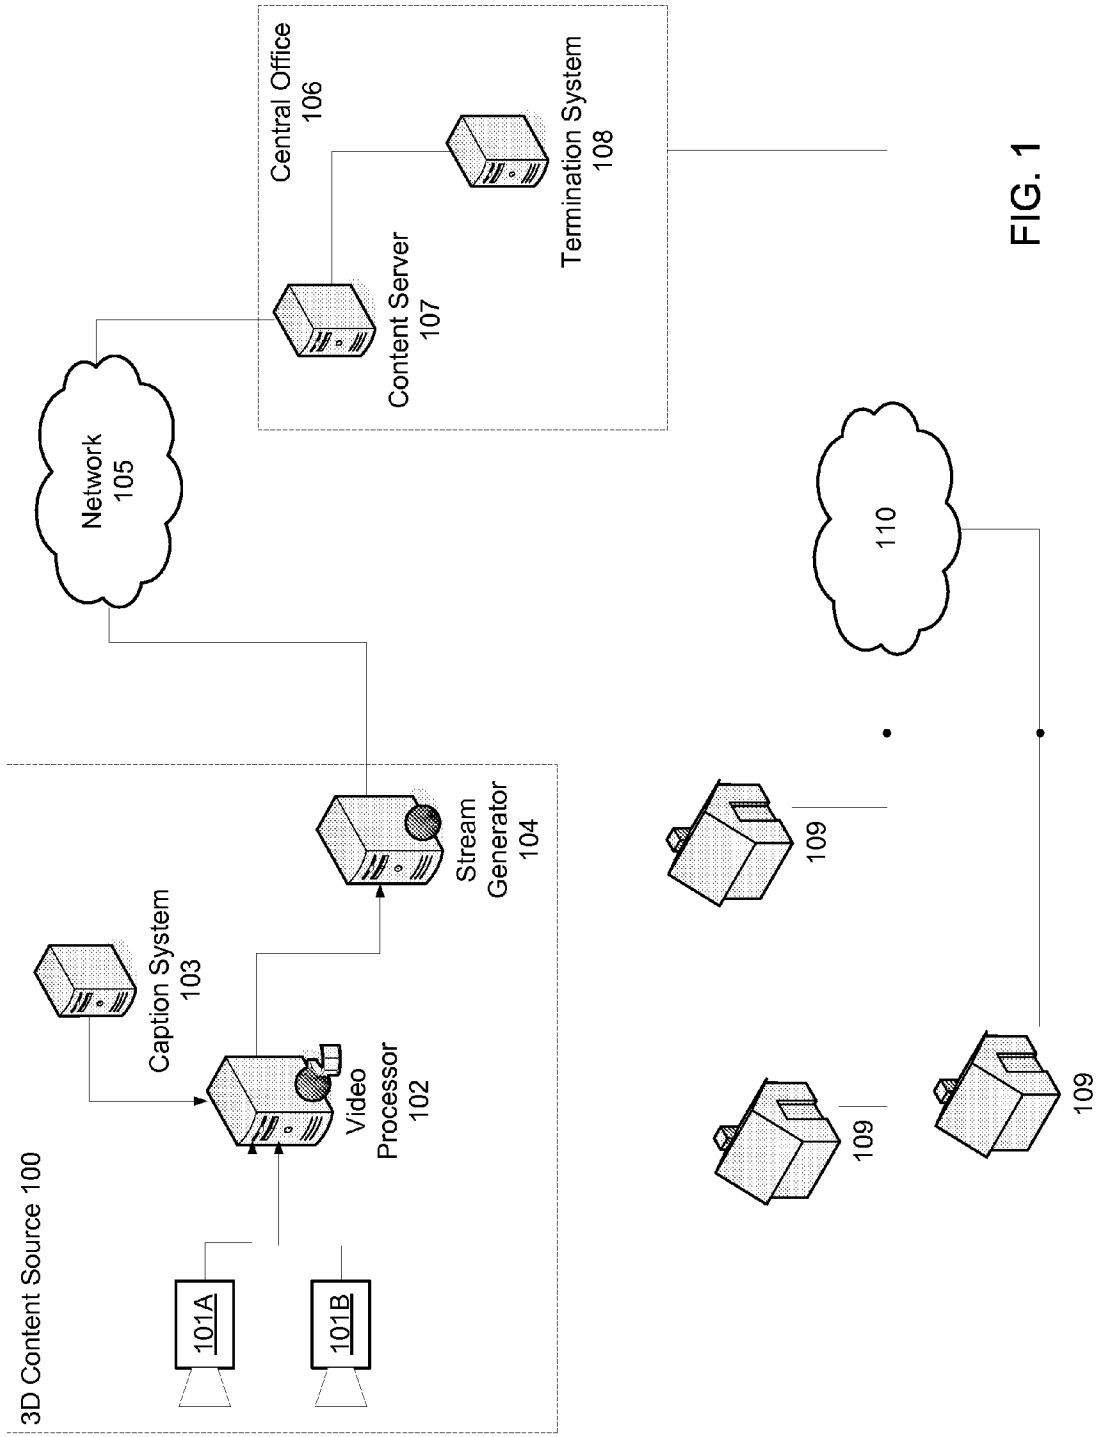 3D Content Source 100
101A
101B
Caption System
103
Video
Processor
102
Stream
Generator
104
Network
105
Central Office
106
Content Server
107
Termination System
108
109
109
109
110
FIG. 1